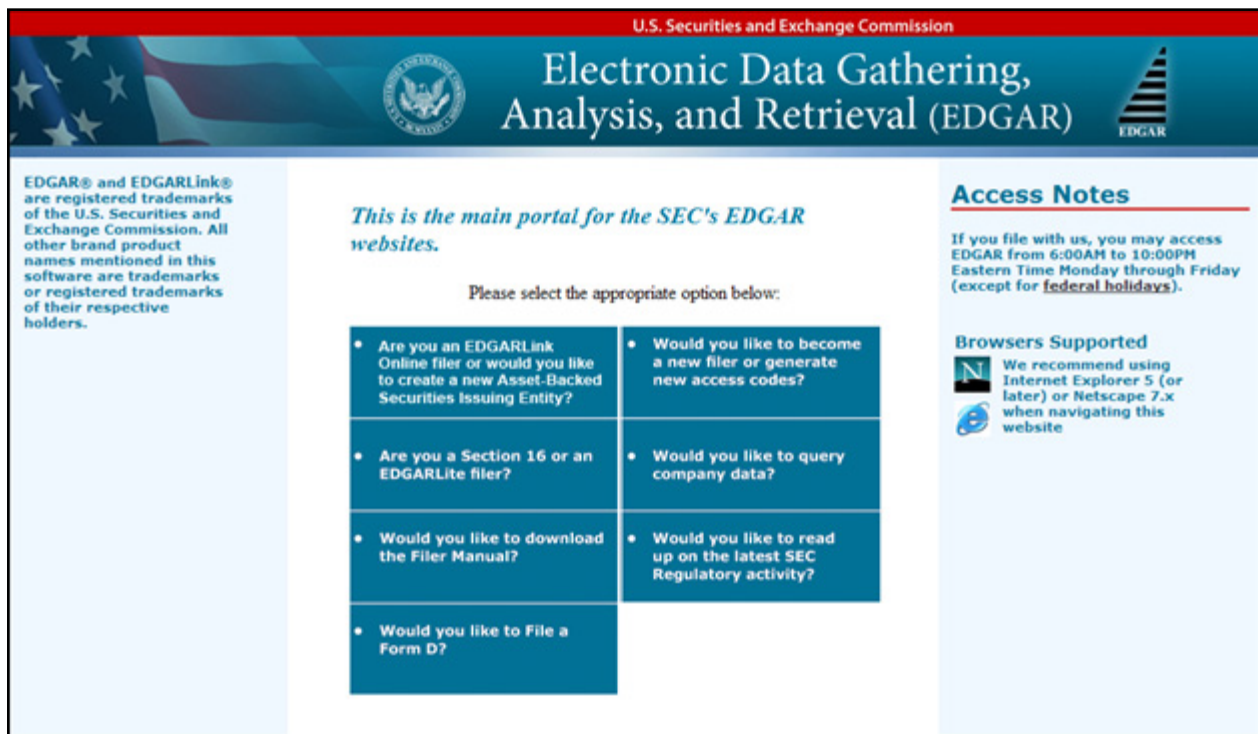 U.S. Securities and Exchange Commission
Electronic Data Gathering,
Analysis, and Retrieval (EDGAR)
EDGAR
EDGAR® and EDGARLink®
are registered trademarks
of the U.S. Securities and
Exchange Commission. All
other brand product
names mentioned in this
software are trademarks
or registered trademarks
of their respective
holders.
This is the main portal for the SEC's EDGAR
websites.
Please select the appropriate option below:
• Are you an EDGARLink
Online filer or would you like
to create a new Asset-Backed
Securities Issuing Entity?
• Would you like to become
a new filer or generate
new access codes?
• Are you a Section 16 or an
EDGARLite filer?
• Would you like to query
company data?
• Would you like to download
the Filer Manual?
• Would you like to read
up on the latest SEC
Regulatory activity?
• Would you like to File a
Form D?
Access Notes
If you file with us, you may access
EDGAR from 6:00AM to 10:00PM
Eastern Time Monday through Friday
(except for federal holidays).
Browsers Supported
N
We recommend using
Internet Explorer 5 (or
later) or Netscape 7.x
when navigating this
website